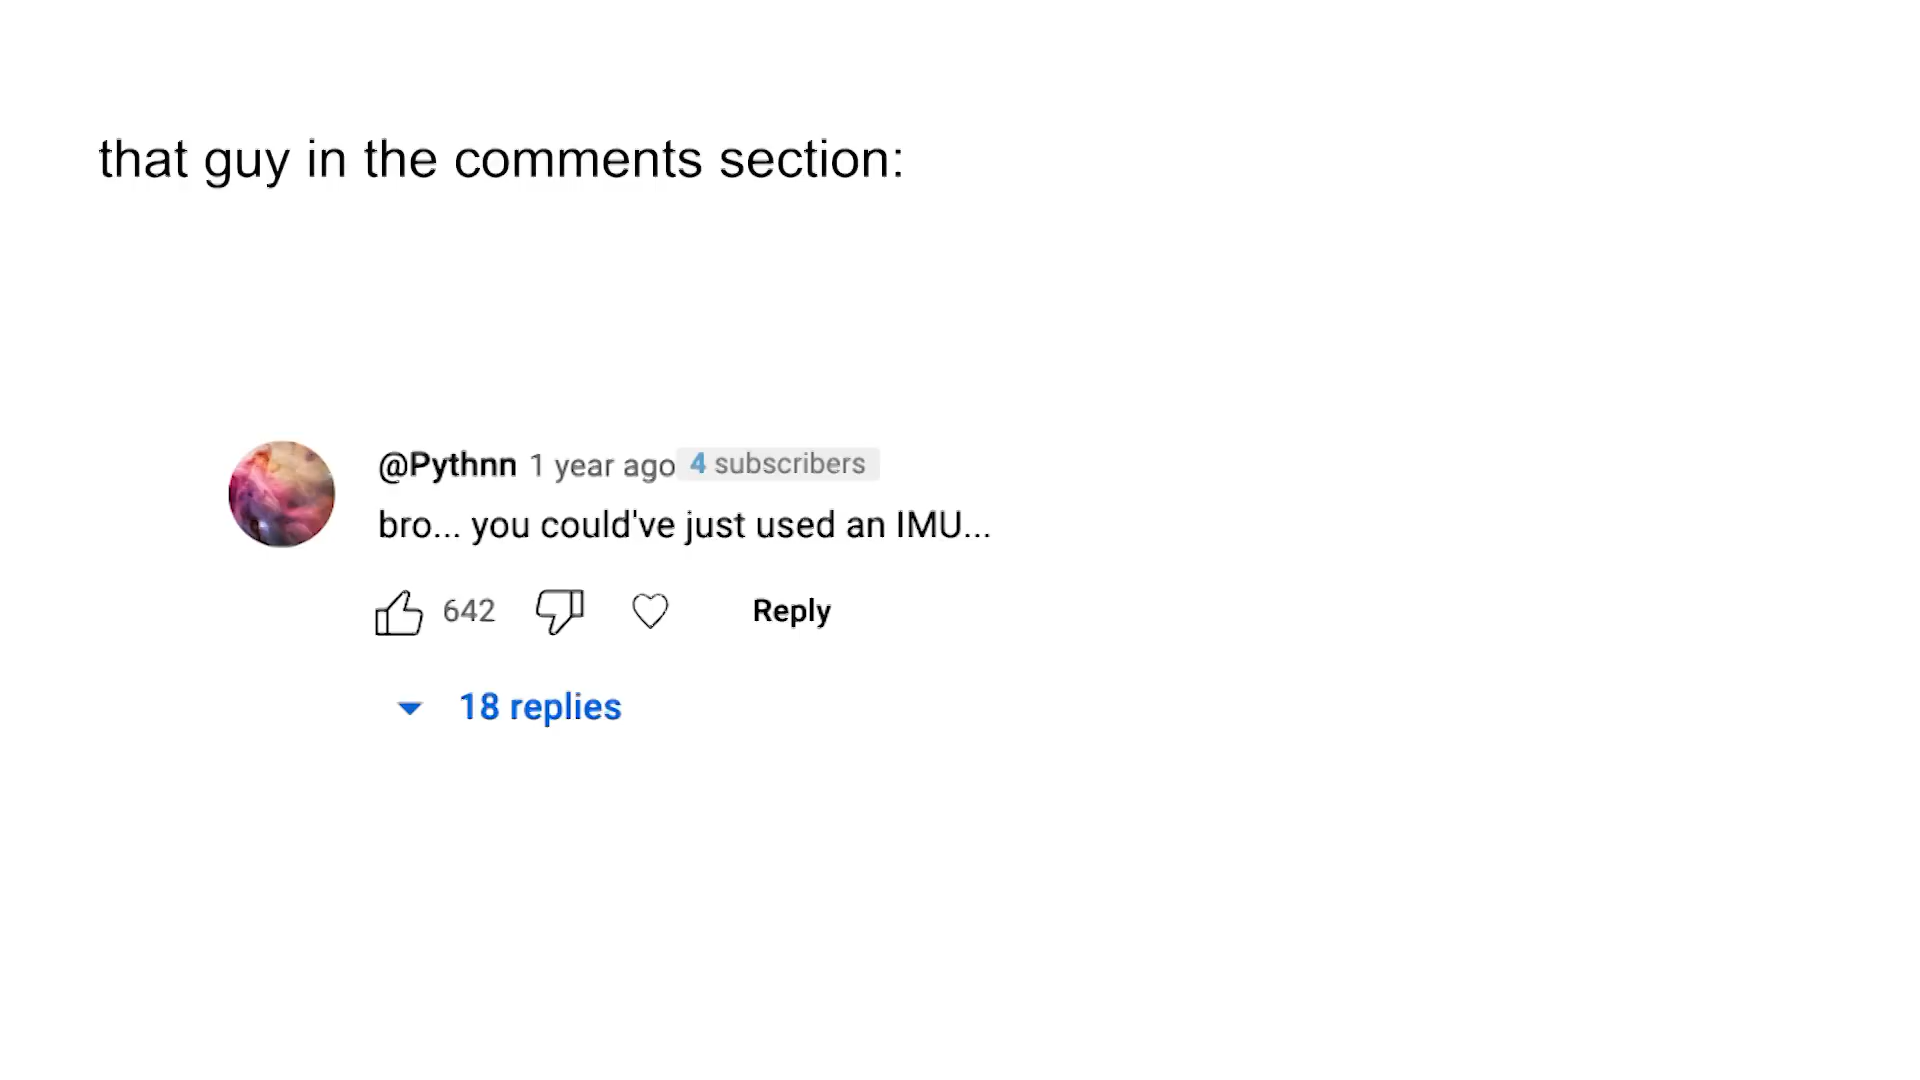 that guy in the comments section:
@Pythnn 1 year ago 4 subscribers
bro... you could've just used an IMU...
642 Reply
18 replies